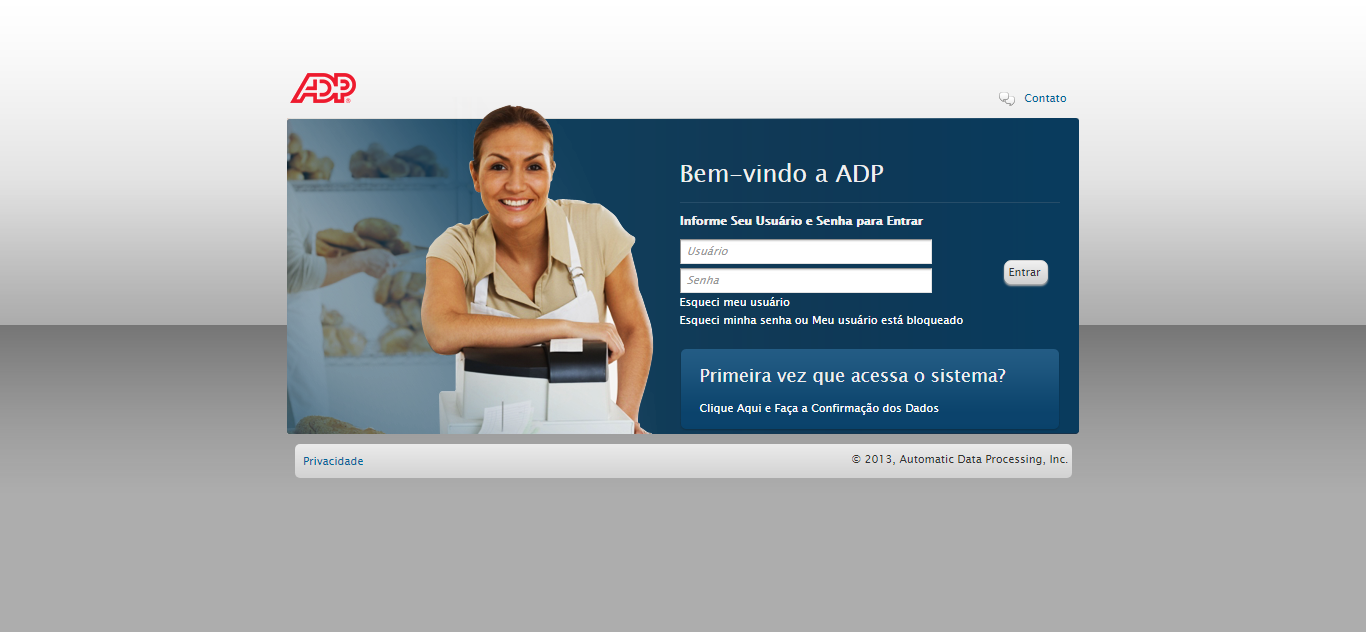 ADP
Contato
Bem-vindo a ADP
Informe Seu Usuário e Senha para Entrar
Usuário
Senha
Entrar
Esqueci meu usuário
Esqueci minha senha ou Meu usuário está bloqueado
Primeira vez que acessa o sistema?
Clique Aqui e Faça a Confirmação dos Dados
Privacidade
© 2013, Automatic Data Processing, Inc.